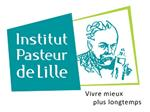 Institut
Pasteur
de Lille
Vivre mieux
plus longtemps